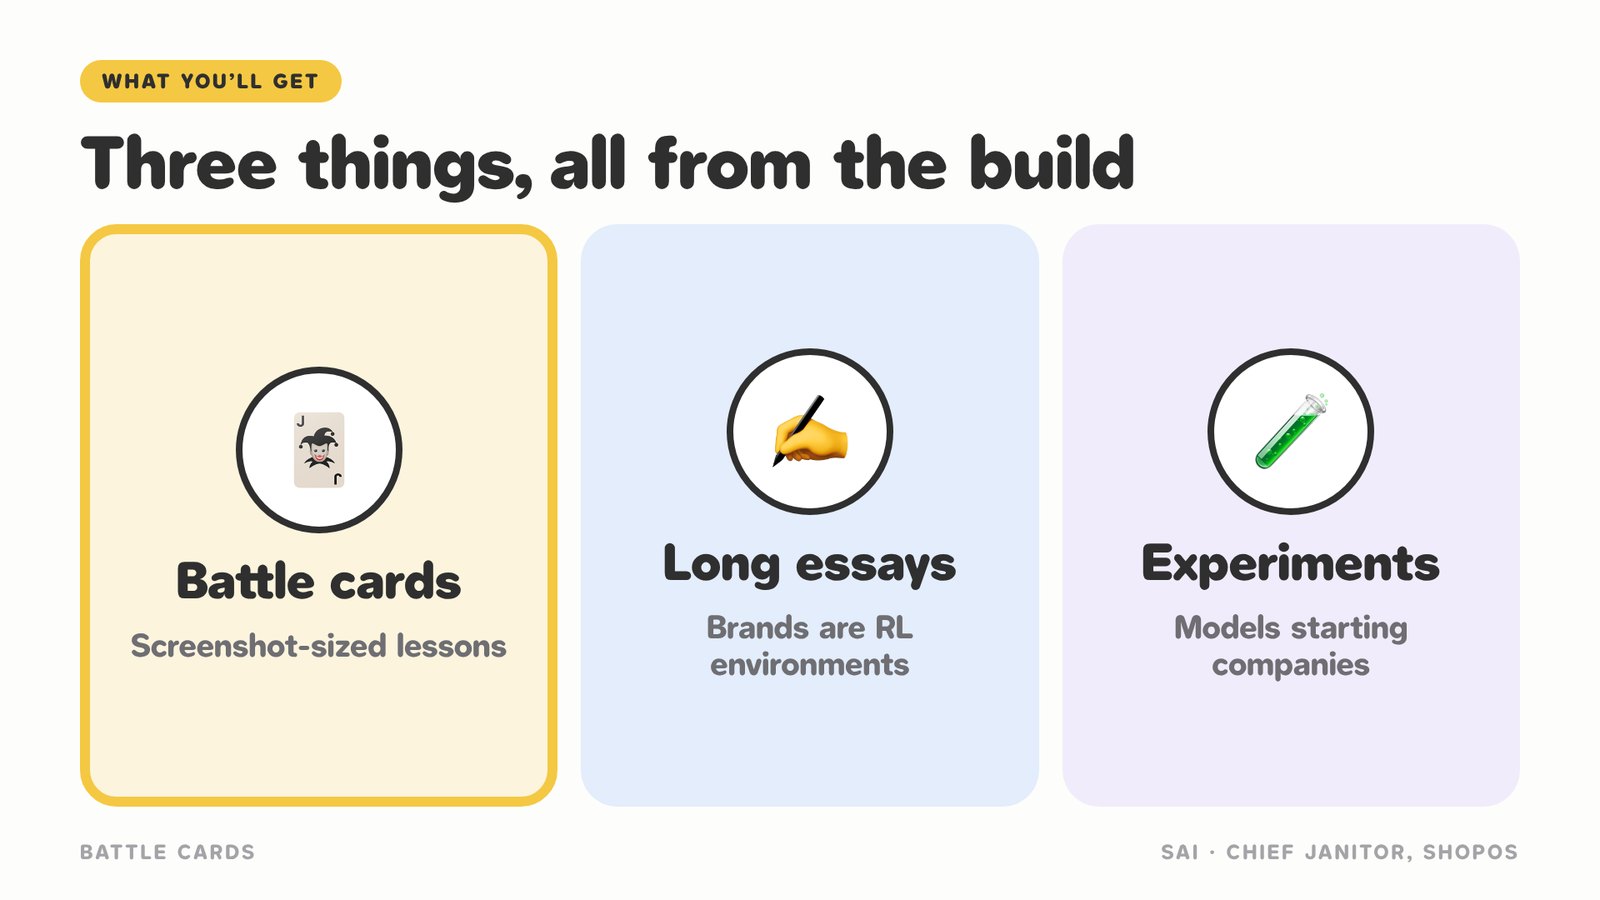 WHAT YOU’LL GET
Three things, all from the build
J
J
Battle cards
Screenshot-sized lessons
Long essays
Brands are RL
environments
Experiments
Models starting
companies
BATTLE CARDS
SAI · CHIEF JANITOR, SHOPOS